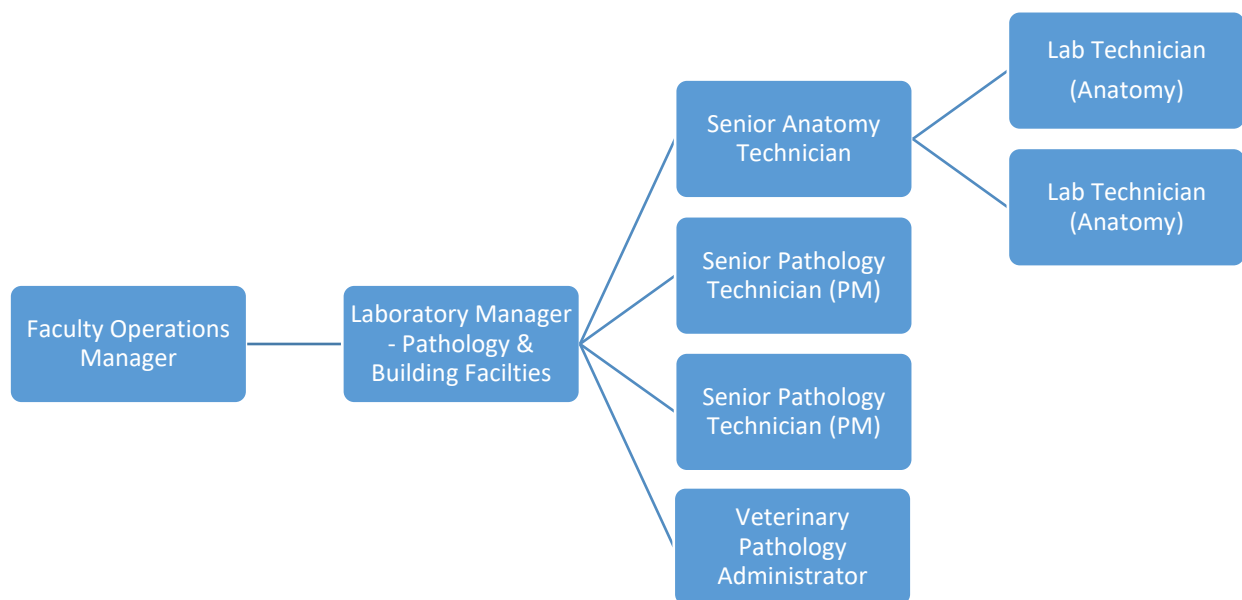 Faculty Operations
Manager
Laboratory Manager
- Pathology &
Building Facilties
Senior Anatomy
Technician
Senior Pathology
Technician (PM)
Senior Pathology
Technician (PM)
Veterinary
Pathology
Administrator
Lab Technician
(Anatomy)
Lab Technician
(Anatomy)